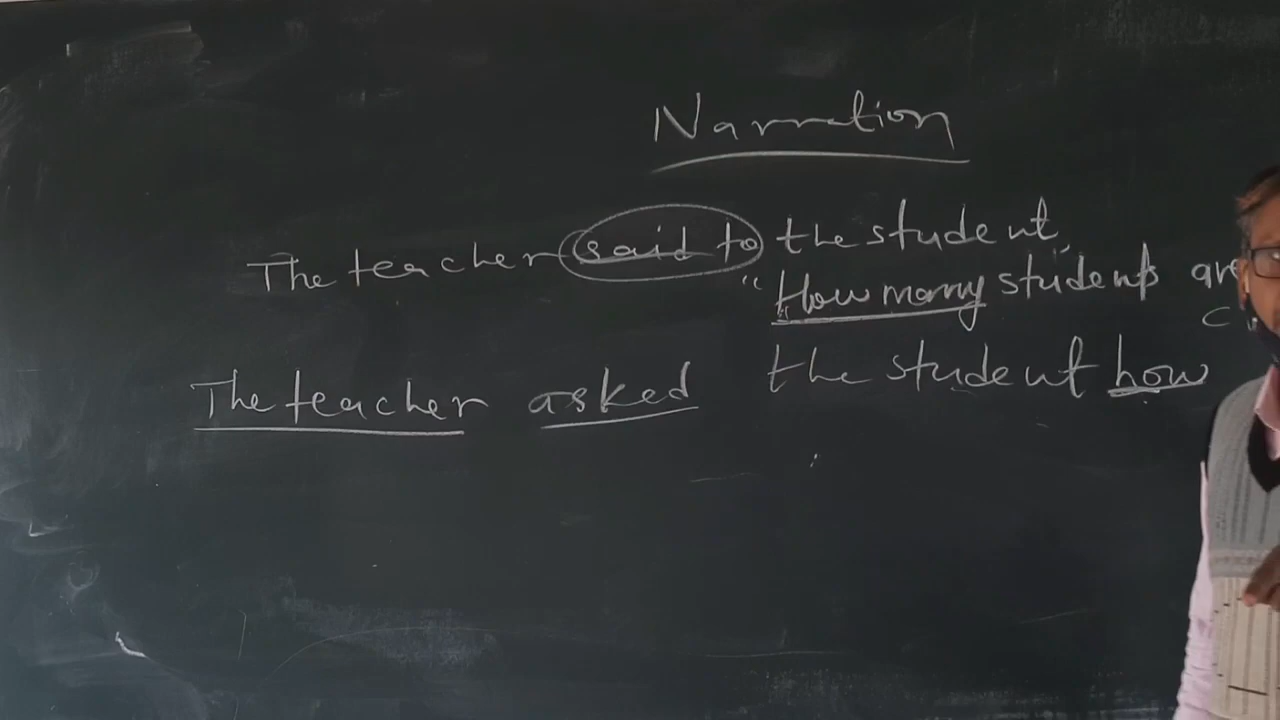 Narration
The teacher said to the student,
"How many students are
The teacher asked the student how